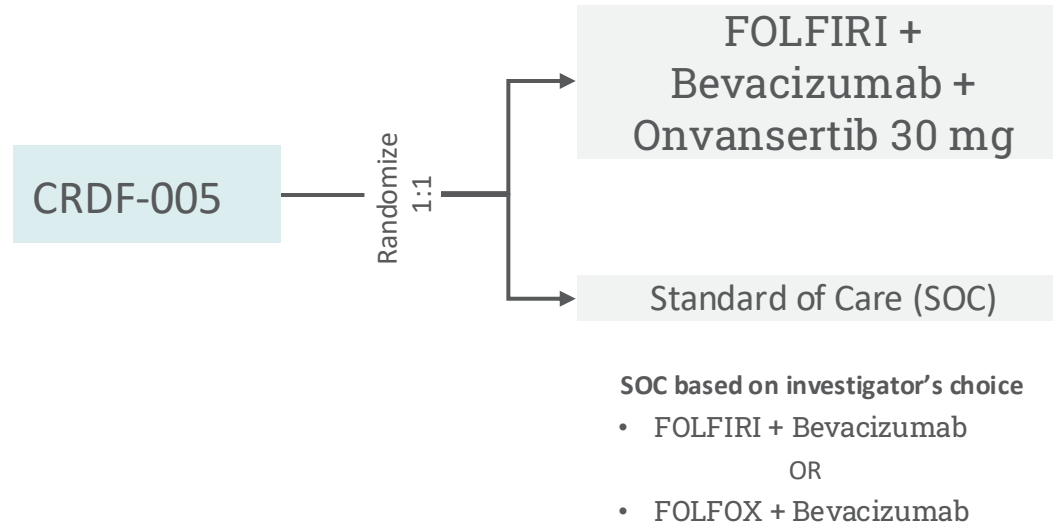 CRDF-005
Randomize
1:1
FOLFIRI +
Bevacizumab +
Onvansertib 30 mg
Standard of Care (SOC)
SOC based on investigator’s choice
• FOLFIRI + Bevacizumab
OR
• FOLFOX + Bevacizumab